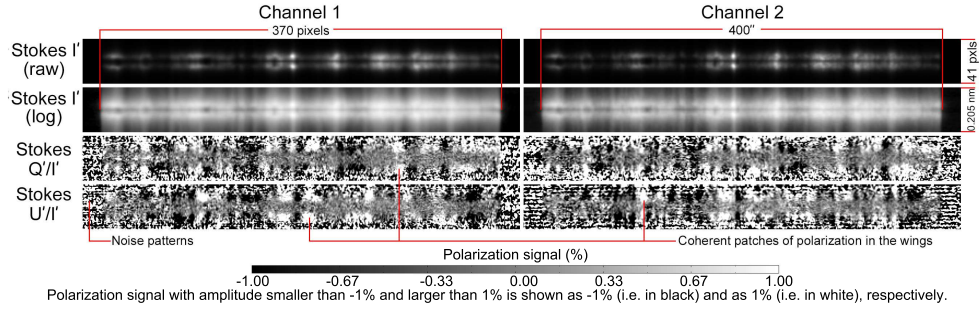 Channel 1
Channel 2
370 pixels
400″
Stokes I′
(raw)
41 pxls
Stokes I′
(log)
0.205 nm
Stokes
Q′/I′
Stokes
U′/I′
Noise patterns
Coherent patches of polarization in the wings
Polarization signal (%)
-1.00 -0.67 -0.33 0.00 0.33 0.67 1.00
Polarization signal with amplitude smaller than -1% and larger than 1% is shown as -1% (i.e. in black) and as 1% (i.e. in white), respectively.